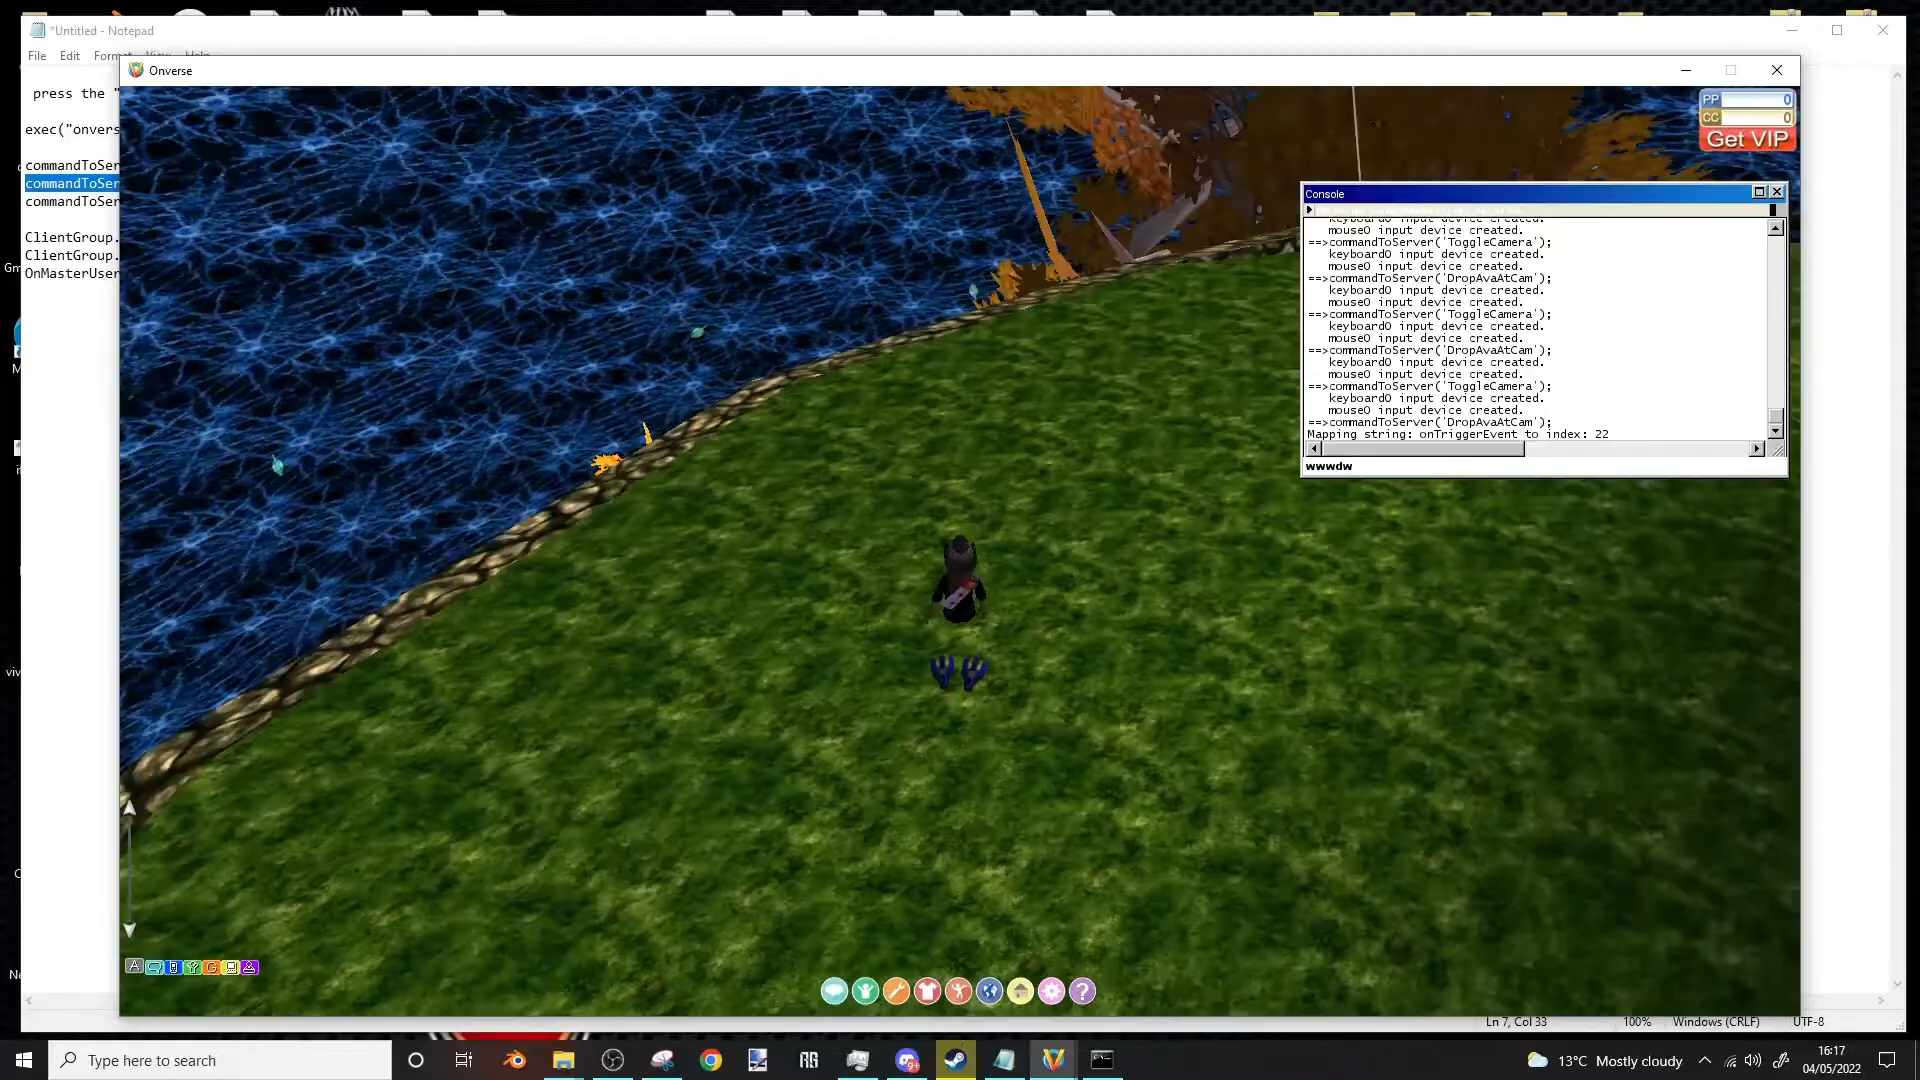 *Untitled - Notepad
File Edit
Onverse
press the "
exec("onvers
commandToSer
commandToSer
commandToSer
ClientGroup.
ClientGroup.
OnMasterUser
PP 0
CC 0
Get VIP
Console
keyboard0 input device created.
mouse0 input device created.
==>commandToServer('ToggleCamera');
keyboard0 input device created.
mouse0 input device created.
==>commandToServer('DropAvaAtCam');
keyboard0 input device created.
mouse0 input device created.
==>commandToServer('ToggleCamera');
keyboard0 input device created.
mouse0 input device created.
==>commandToServer('DropAvaAtCam');
keyboard0 input device created.
mouse0 input device created.
==>commandToServer('ToggleCamera');
keyboard0 input device created.
mouse0 input device created.
==>commandToServer('DropAvaAtCam');
Mapping string: onTriggerEvent to index: 22
wwwdw
A
G
?
Ln 7, Col 33 100% Windows (CRLF) UTF-8
Type here to search
9+
13°C Mostly cloudy
16:17
04/05/2022